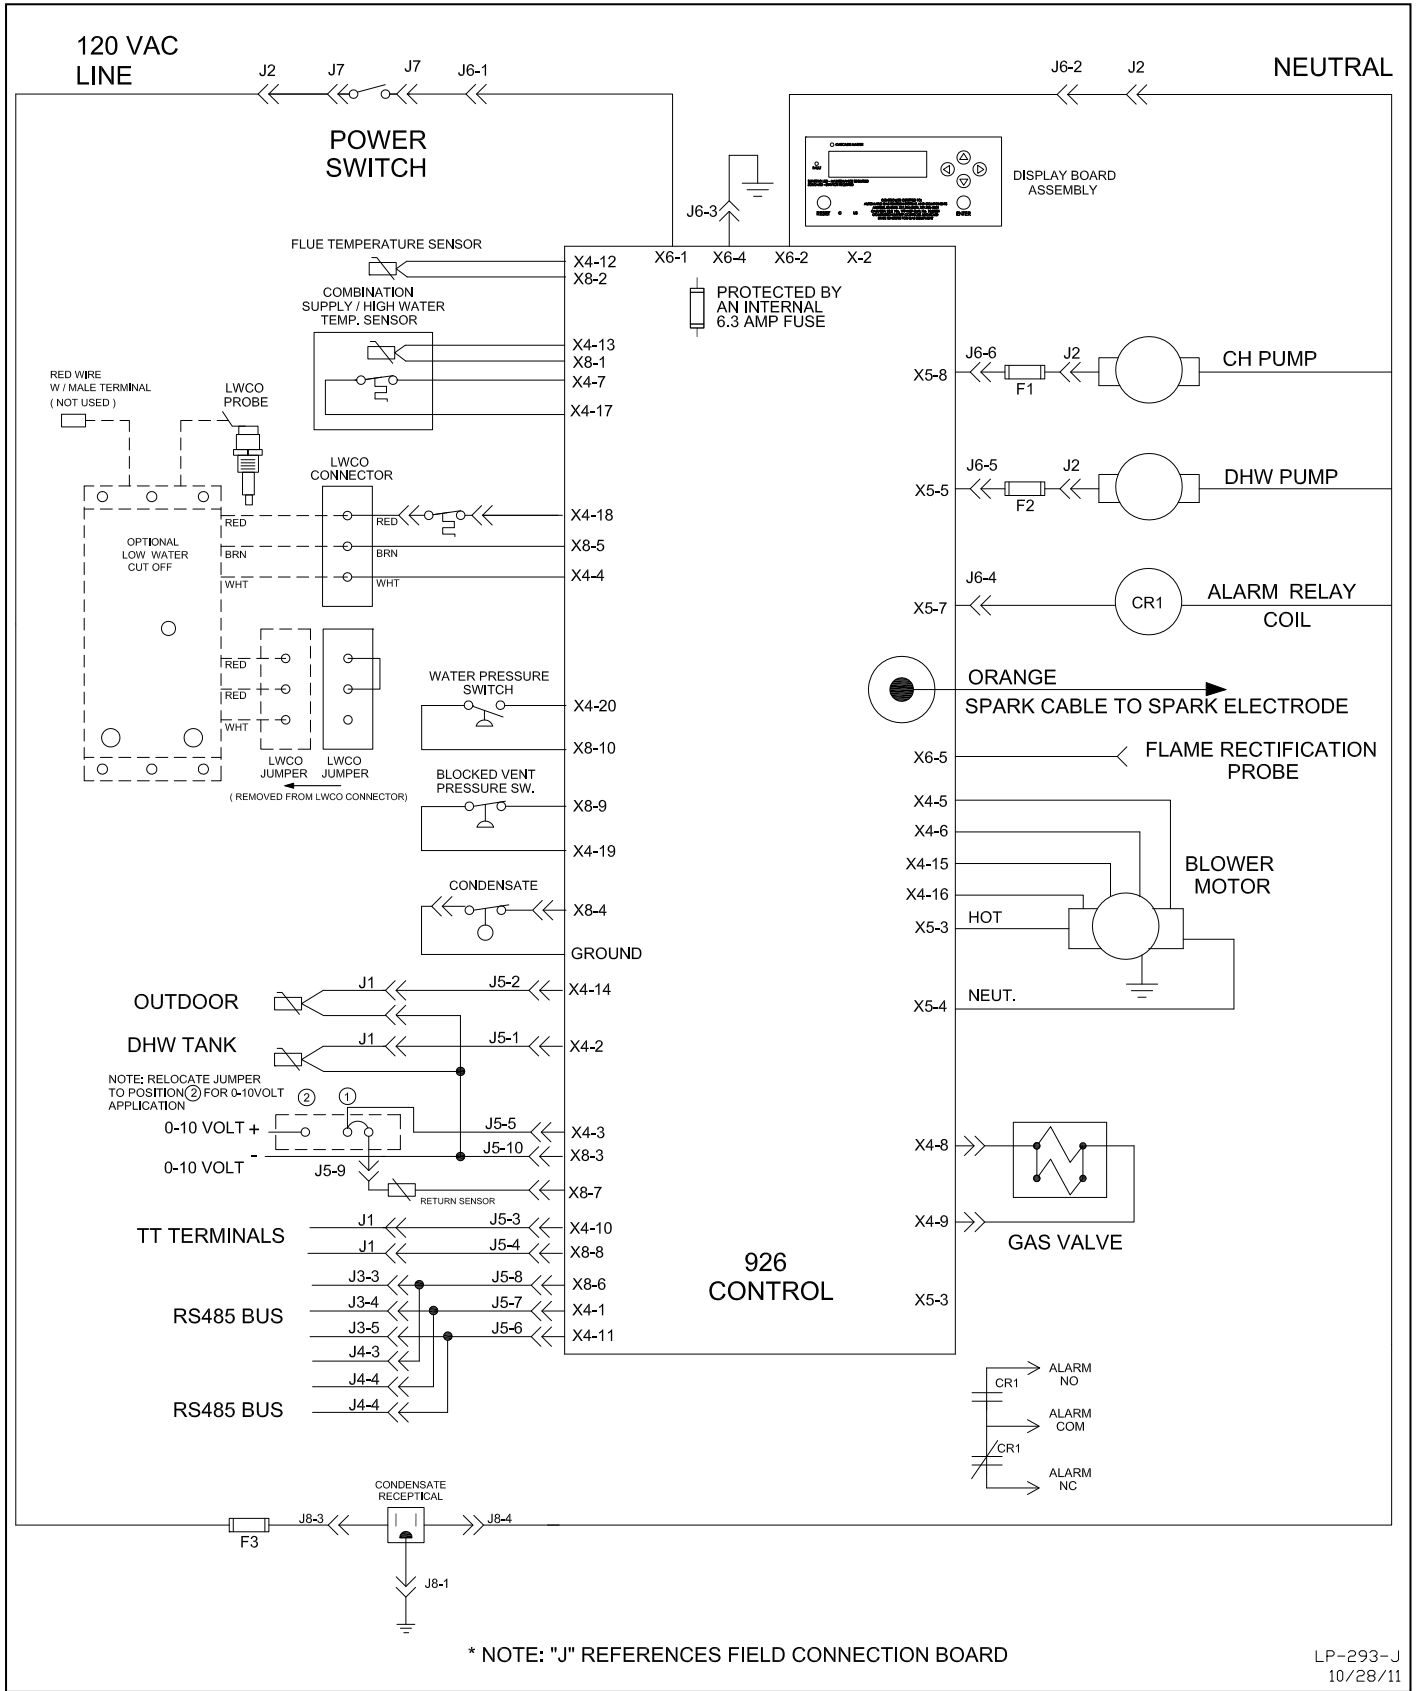 120 VAC
LINE
J2
J7
J7
J6-1
POWER
SWITCH
J6-2
J2
NEUTRAL
DISPLAY BOARD
ASSEMBLY
RESET
ENTER
J6-3
X6-1
X6-4
X6-2
X-2
PROTECTED BY
AN INTERNAL
6.3 AMP FUSE
FLUE TEMPERATURE SENSOR
X4-12
X8-2
COMBINATION
SUPPLY / HIGH WATER
TEMP. SENSOR
X4-13
X8-1
X4-7
X4-17
RED WIRE
W / MALE TERMINAL
( NOT USED )
LWCO
PROBE
LWCO
CONNECTOR
OPTIONAL
LOW WATER
CUT OFF
RED
RED
X4-18
BRN
BRN
X8-5
WHT
WHT
X4-4
RED
RED
WHT
LWCO
JUMPER
LWCO
JUMPER
( REMOVED FROM LWCO CONNECTOR)
WATER PRESSURE
SWITCH
X4-20
X8-10
BLOCKED VENT
PRESSURE SW.
X8-9
X4-19
CONDENSATE
X8-4
GROUND
OUTDOOR
J1
J5-2
X4-14
DHW TANK
J1
J5-1
X4-2
NOTE: RELOCATE JUMPER
TO POSITION 2 FOR 0-10VOLT
APPLICATION
2
1
0-10 VOLT +
J5-5
X4-3
0-10 VOLT -
J5-10
X8-3
J5-9
RETURN SENSOR
X8-7
TT TERMINALS
J1
J5-3
X4-10
J1
J5-4
X8-8
RS485 BUS
J3-3
J5-8
X8-6
J3-4
J5-7
X4-1
J3-5
J5-6
X4-11
RS485 BUS
J4-3
J4-4
J4-4
926
CONTROL
X5-8
J6-6
F1
J2
CH PUMP
X5-5
J6-5
F2
J2
DHW PUMP
X5-7
J6-4
CR1
ALARM RELAY
COIL
ORANGE
SPARK CABLE TO SPARK ELECTRODE
X6-5
FLAME RECTIFICATION
PROBE
X4-5
X4-6
X4-15
X4-16
X5-3
HOT
BLOWER
MOTOR
X5-4
NEUT.
X4-8
X4-9
GAS VALVE
X5-3
CR1
ALARM
NO
ALARM
COM
CR1
ALARM
NC
CONDENSATE
RECEPTICAL
F3
J8-3
J8-4
J8-1
* NOTE: "J" REFERENCES FIELD CONNECTION BOARD
LP-293-J
10/28/11